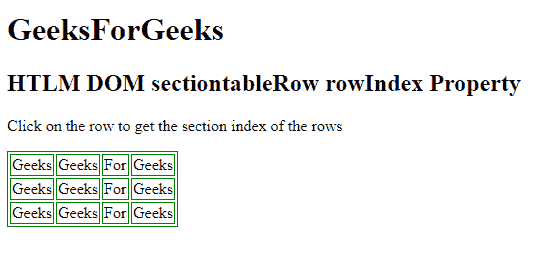 GeeksForGeeks
HTLM DOM sectiontableRow rowIndex Property
Click on the row to get the section index of the rows
Geeks Geeks For Geeks
Geeks Geeks For Geeks
Geeks Geeks For Geeks